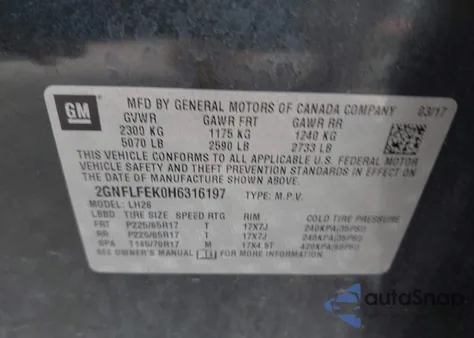 GM
MFD BY GENERAL MOTORS OF CANADA COMPANY 03/17
GVWR GAWR FRT GAWR RR
2300 KG 1175 KG 1240 KG
5070 LB 2590 LB 2733 LB
THIS VEHICLE CONFORMS TO ALL APPLICABLE U.S. FEDERAL MOTOR
VEHICLE SAFETY STANDARDS IN EFFECT ON
THE DATE OF MANUFACTURE SHOWN ABOVE.
2GNFLFEK0H6316197 TYPE: M.P.V.
MODEL: LH26
LBBD TIRE SIZE SPEED RTG RIM COLD TIRE PRESSURE
FRT P225/65R17 T 17X7J 240KPA(35PSI)
RR P225/65R17 T 17X7J 240KPA(35PSI)
SPA T145/70R17 M 17X4.5T 420KPA(60PSI)
SEE OWNER'S MANUAL FOR MORE INFORMATION
autoSnap